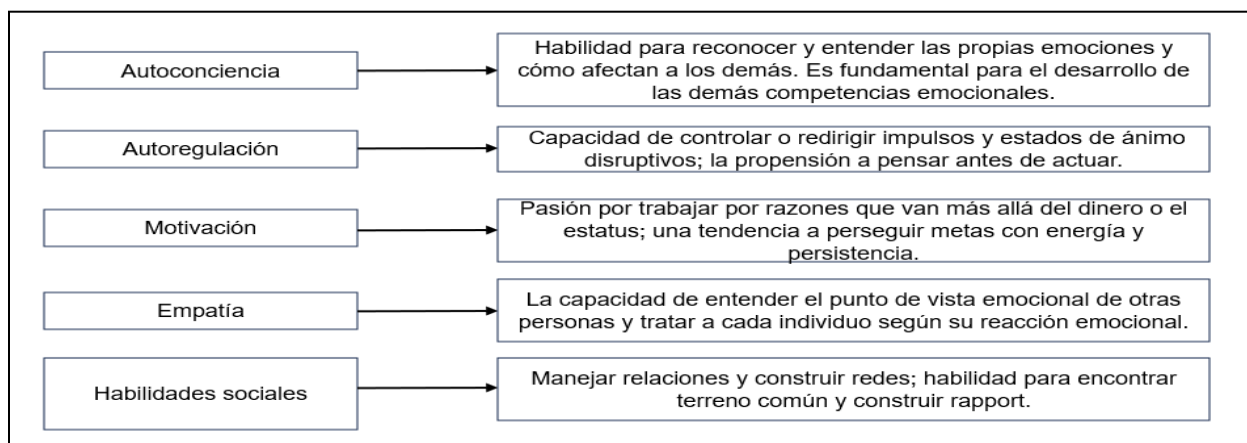 Autoconciencia
Habilidad para reconocer y entender las propias emociones y
cómo afectan a los demás. Es fundamental para el desarrollo de
las demás competencias emocionales.
Autoregulación
Capacidad de controlar o redirigir impulsos y estados de ánimo
disruptivos; la propensión a pensar antes de actuar.
Motivación
Pasión por trabajar por razones que van más allá del dinero o el
estatus; una tendencia a perseguir metas con energía y
persistencia.
Empatía
La capacidad de entender el punto de vista emocional de otras
personas y tratar a cada individuo según su reacción emocional.
Habilidades sociales
Manejar relaciones y construir redes; habilidad para encontrar
terreno común y construir rapport.